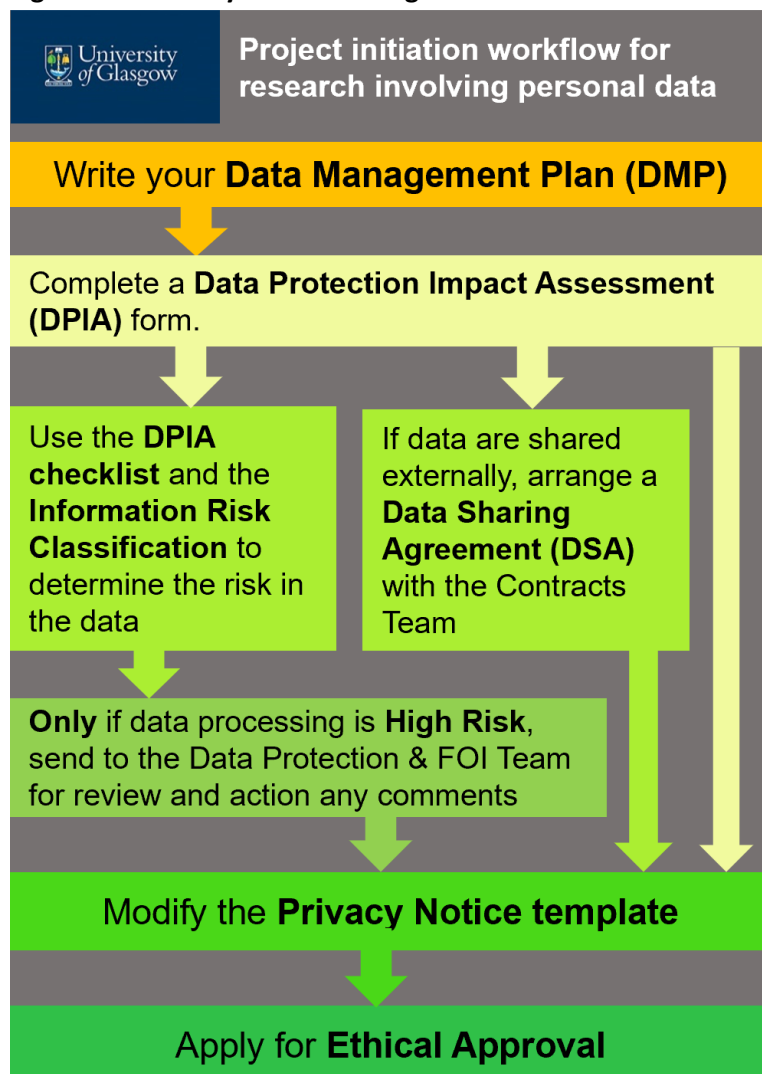 University
of Glasgow
Project initiation workflow for
research involving personal data
Write your Data Management Plan (DMP)
Complete a Data Protection Impact Assessment
(DPIA) form.
Use the DPIA
checklist and the
Information Risk
Classification to
determine the risk in
the data
If data are shared
externally, arrange a
Data Sharing
Agreement (DSA)
with the Contracts
Team
Only if data processing is High Risk,
send to the Data Protection & FOI Team
for review and action any comments
Modify the Privacy Notice template
Apply for Ethical Approval